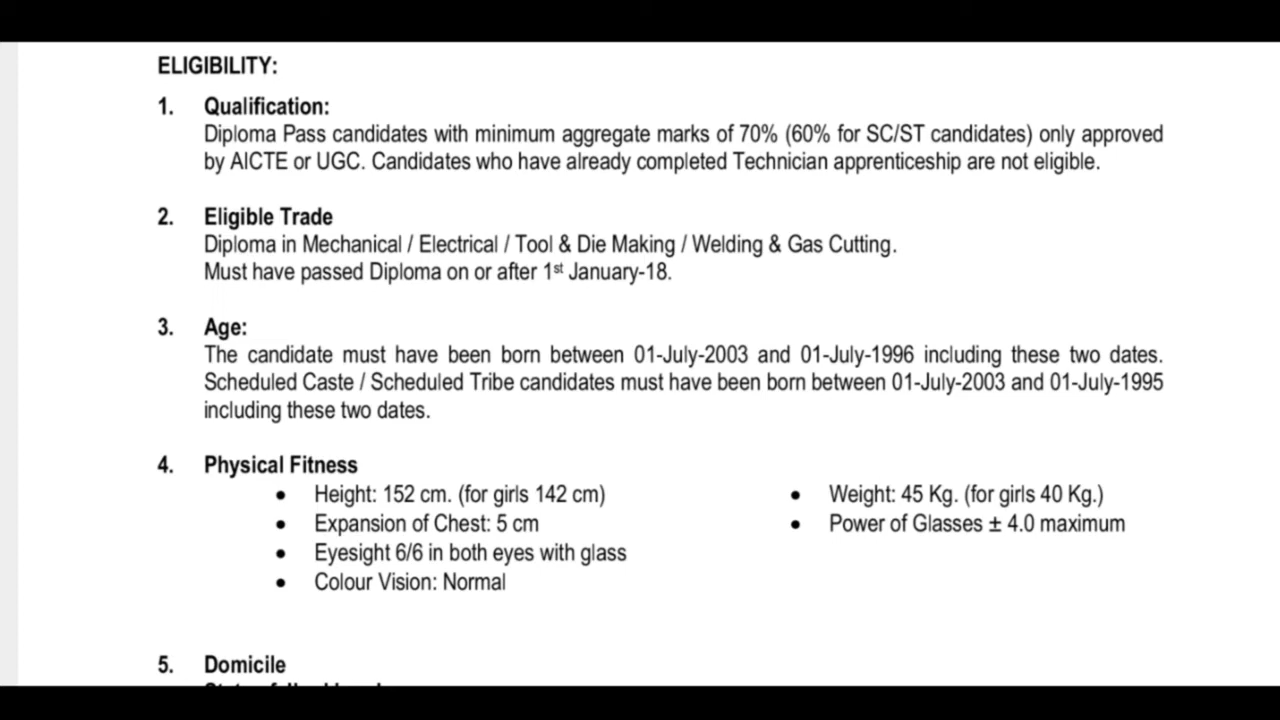 ELIGIBILITY:
1. Qualification:
Diploma Pass candidates with minimum aggregate marks of 70% (60% for SC/ST candidates) only approved
by AICTE or UGC. Candidates who have already completed Technician apprenticeship are not eligible.
2. Eligible Trade
Diploma in Mechanical / Electrical / Tool & Die Making / Welding & Gas Cutting.
Must have passed Diploma on or after 1st January-18.
3. Age:
The candidate must have been born between 01-July-2003 and 01-July-1996 including these two dates.
Scheduled Caste / Scheduled Tribe candidates must have been born between 01-July-2003 and 01-July-1995
including these two dates.
4. Physical Fitness
• Height: 152 cm. (for girls 142 cm)
• Expansion of Chest: 5 cm
• Eyesight 6/6 in both eyes with glass
• Colour Vision: Normal
• Weight: 45 Kg. (for girls 40 Kg.)
• Power of Glasses ± 4.0 maximum
5. Domicile